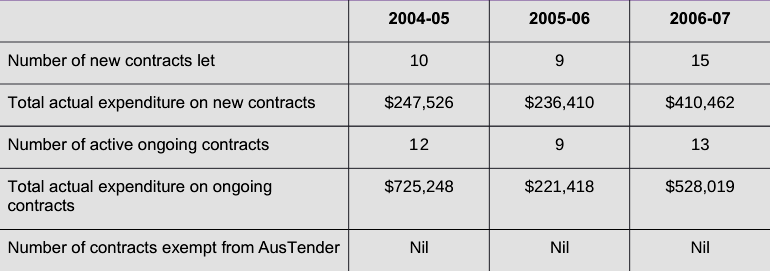 2004-05 2005-06 2006-07
Number of new contracts let 10 9 15
Total actual expenditure on new contracts $247,526 $236,410 $410,462
Number of active ongoing contracts 12 9 13
Total actual expenditure on ongoing $725,248 $221,418 $528,019
contracts
Number of contracts exempt from AusTender Nil Nil Nil